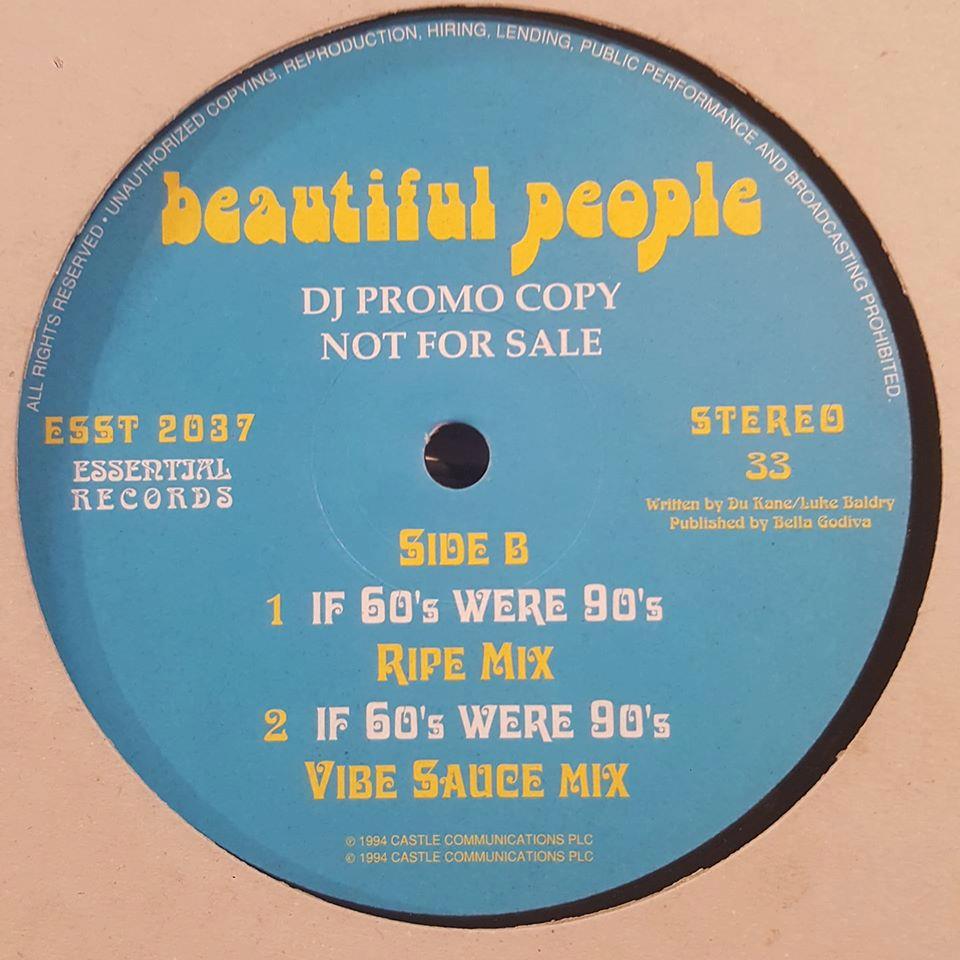 ALL RIGHTS RESERVED • UNAUTHORIZED COPYING, REPRODUCTION, HIRING, LENDING, PUBLIC PERFORMANCE AND BROADCASTING PROHIBITED.
beautiful people
DJ PROMO COPY
NOT FOR SALE
ESST 2037
ESSENTIAL
RECORDS
STEREO
33
Written by Du Kane/Luke Baldry
Published by Bella Godiva
SIDE B
1 IF 60's WERE 90's
RIPE MIX
2 IF 60's WERE 90's
VIBE SAUCE MIX
℗ 1994 CASTLE COMMUNICATIONS PLC
© 1994 CASTLE COMMUNICATIONS PLC